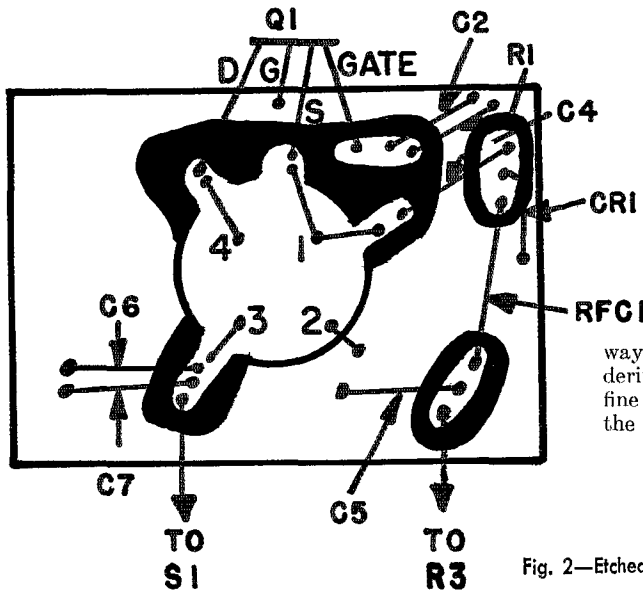 Q1
C2
R1
D
G
GATE
S
C4
CR1
4
1
3
2
RFC1
C6
way
deri
fine
the
C7
C5
TO
S1
TO
R3
Fig. 2—Etched